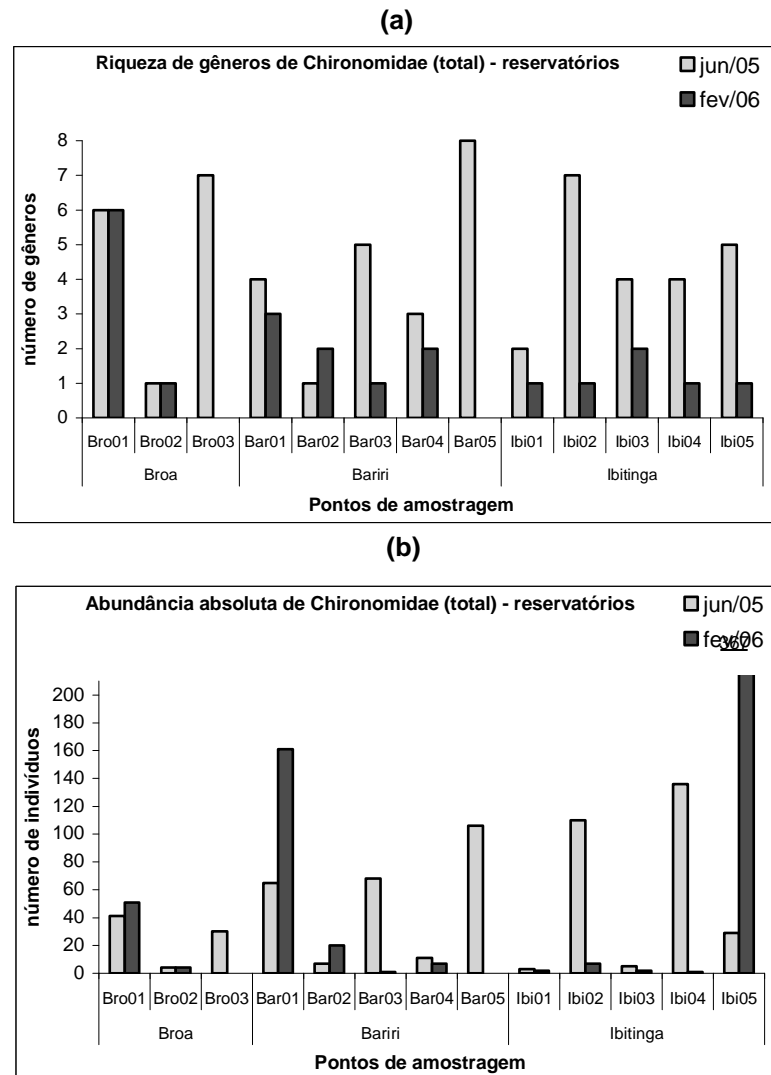 (a)
Riqueza de gêneros de Chironomidae (total) - reservatórios
jun/05
fev/06
número de gêneros
8
7
6
5
4
3
2
1
0
Bro01 Bro02 Bro03 Bar01 Bar02 Bar03 Bar04 Bar05 Ibi01 Ibi02 Ibi03 Ibi04 Ibi05
Broa Bariri Ibitinga
Pontos de amostragem
(b)
Abundância absoluta de Chironomidae (total) - reservatórios
jun/05
fev/06
367
número de indivíduos
200
180
160
140
120
100
80
60
40
20
0
Bro01 Bro02 Bro03 Bar01 Bar02 Bar03 Bar04 Bar05 Ibi01 Ibi02 Ibi03 Ibi04 Ibi05
Broa Bariri Ibitinga
Pontos de amostragem